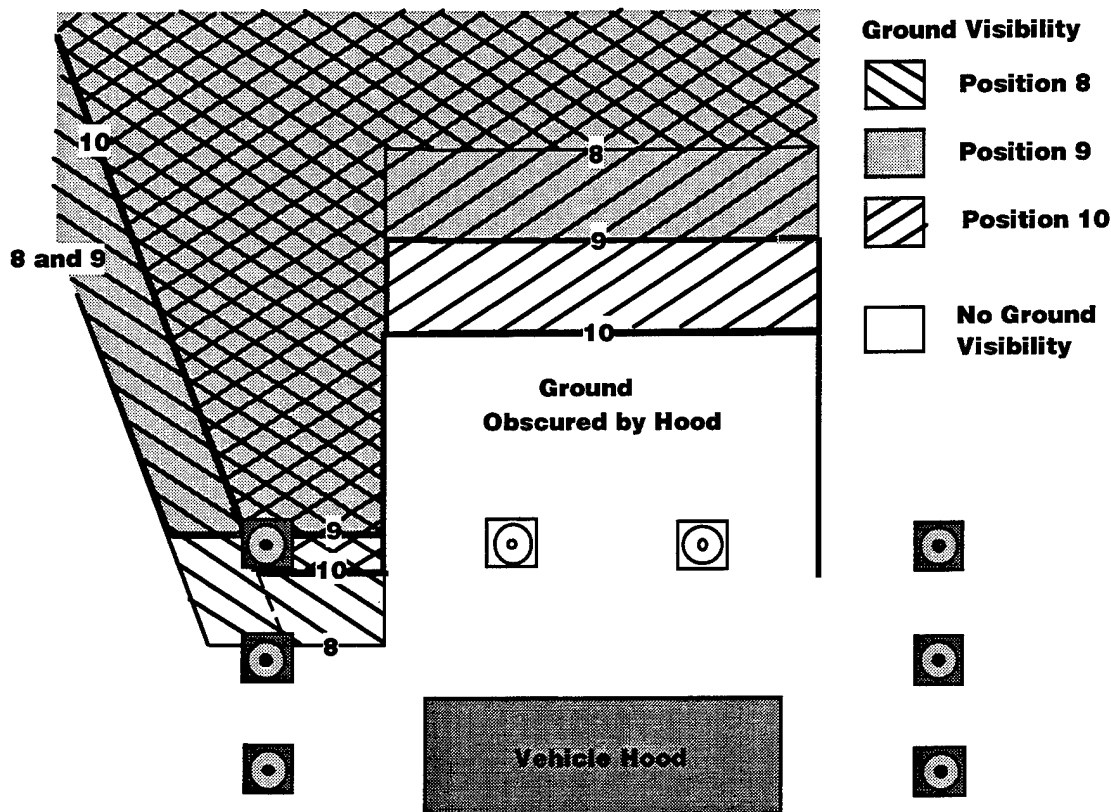 Ground Visibility
Position 8
Position 9
Position 10
No Ground
Visibility
10
8
9
8 and 9
10
Ground
Obscured by Hood
9
10
8
Vehicle Hood